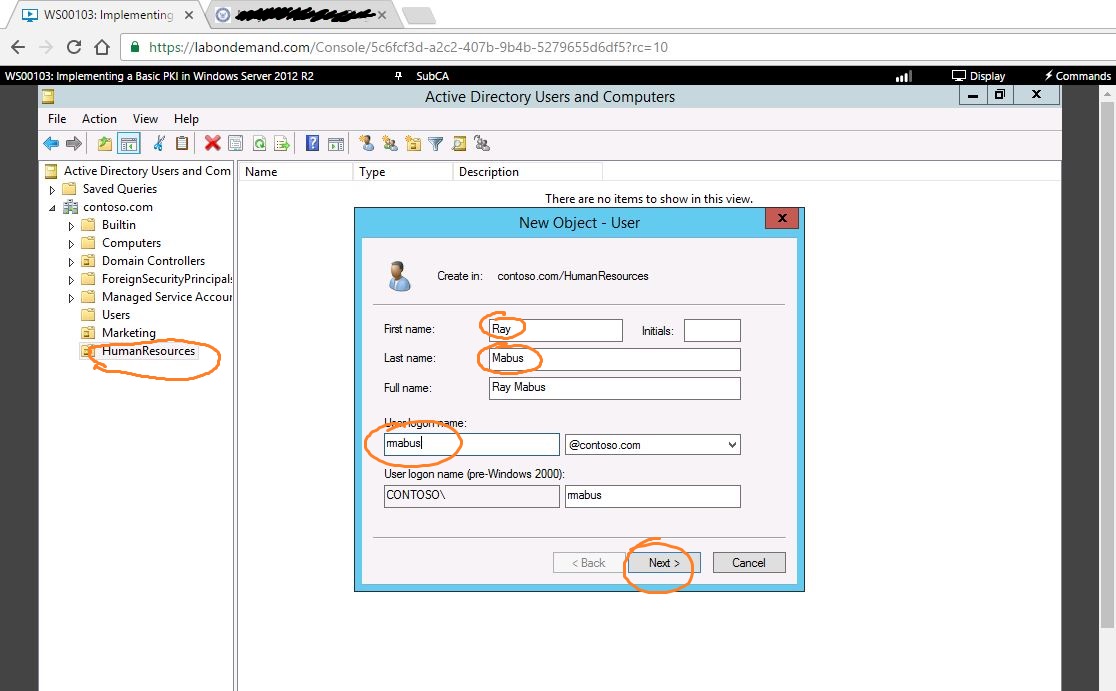 WS00103: Implementing
https://labondemand.com/Console/5c6fcf3d-a2c2-407b-9b4b-5279655d6df5?rc=10
WS00103: Implementing a Basic PKI in Windows Server 2012 R2 SubCA Display Commands
Active Directory Users and Computers
File Action View Help
Active Directory Users and Com
Saved Queries
contoso.com
Builtin
Computers
Domain Controllers
ForeignSecurityPrincipals
Managed Service Accour
Users
Marketing
HumanResources
Name Type Description
There are no items to show in this view.
New Object - User
Create in: contoso.com/HumanResources
First name: Ray Initials:
Last name: Mabus
Full name: Ray Mabus
User logon name:
rmabus @contoso.com
User logon name (pre-Windows 2000):
CONTOSO\ rmabus
< Back Next > Cancel